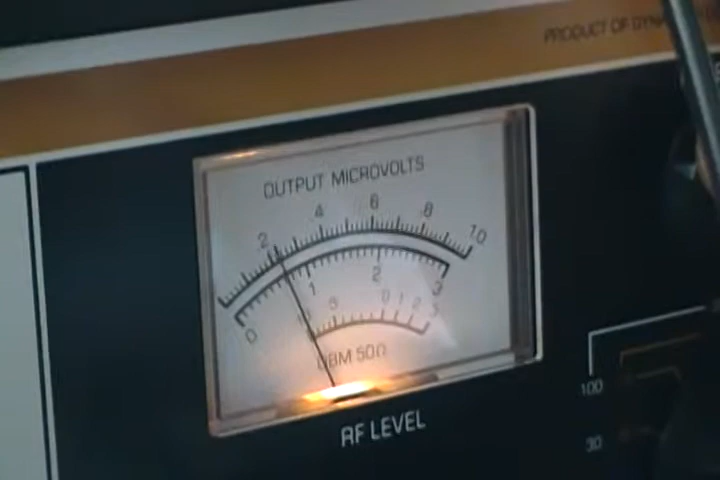 PRODUCT OF
OUTPUT MICROVOLTS
2 4 6 8 10
0 1 2 3
5 0 1 2 3
DBM 50Ω
RF LEVEL
100
30